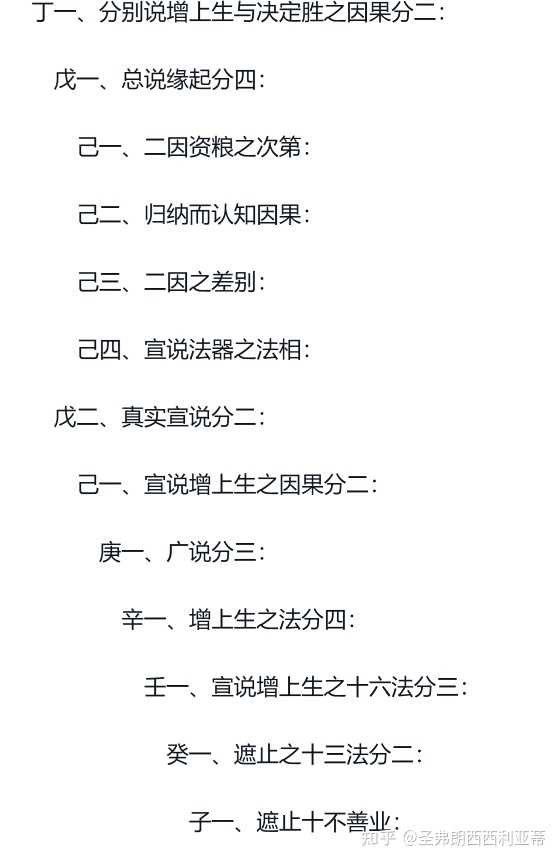 丁一、分别说增上生与决定胜之因果分二：
戊一、总说缘起分四：
己一、二因资粮之次第：
己二、归纳而认知因果：
己三、二因之差别：
己四、宣说法器之法相：
戊二、真实宣说分二：
己一、宣说增上生之因果分二：
庚一、广说分三：
辛一、增上生之法分四：
壬一、宣说增上生之十六法分三：
癸一、遮止之十三法分二：
子一、遮止十不善业：
知乎 @圣弗朗西西利亚蒂